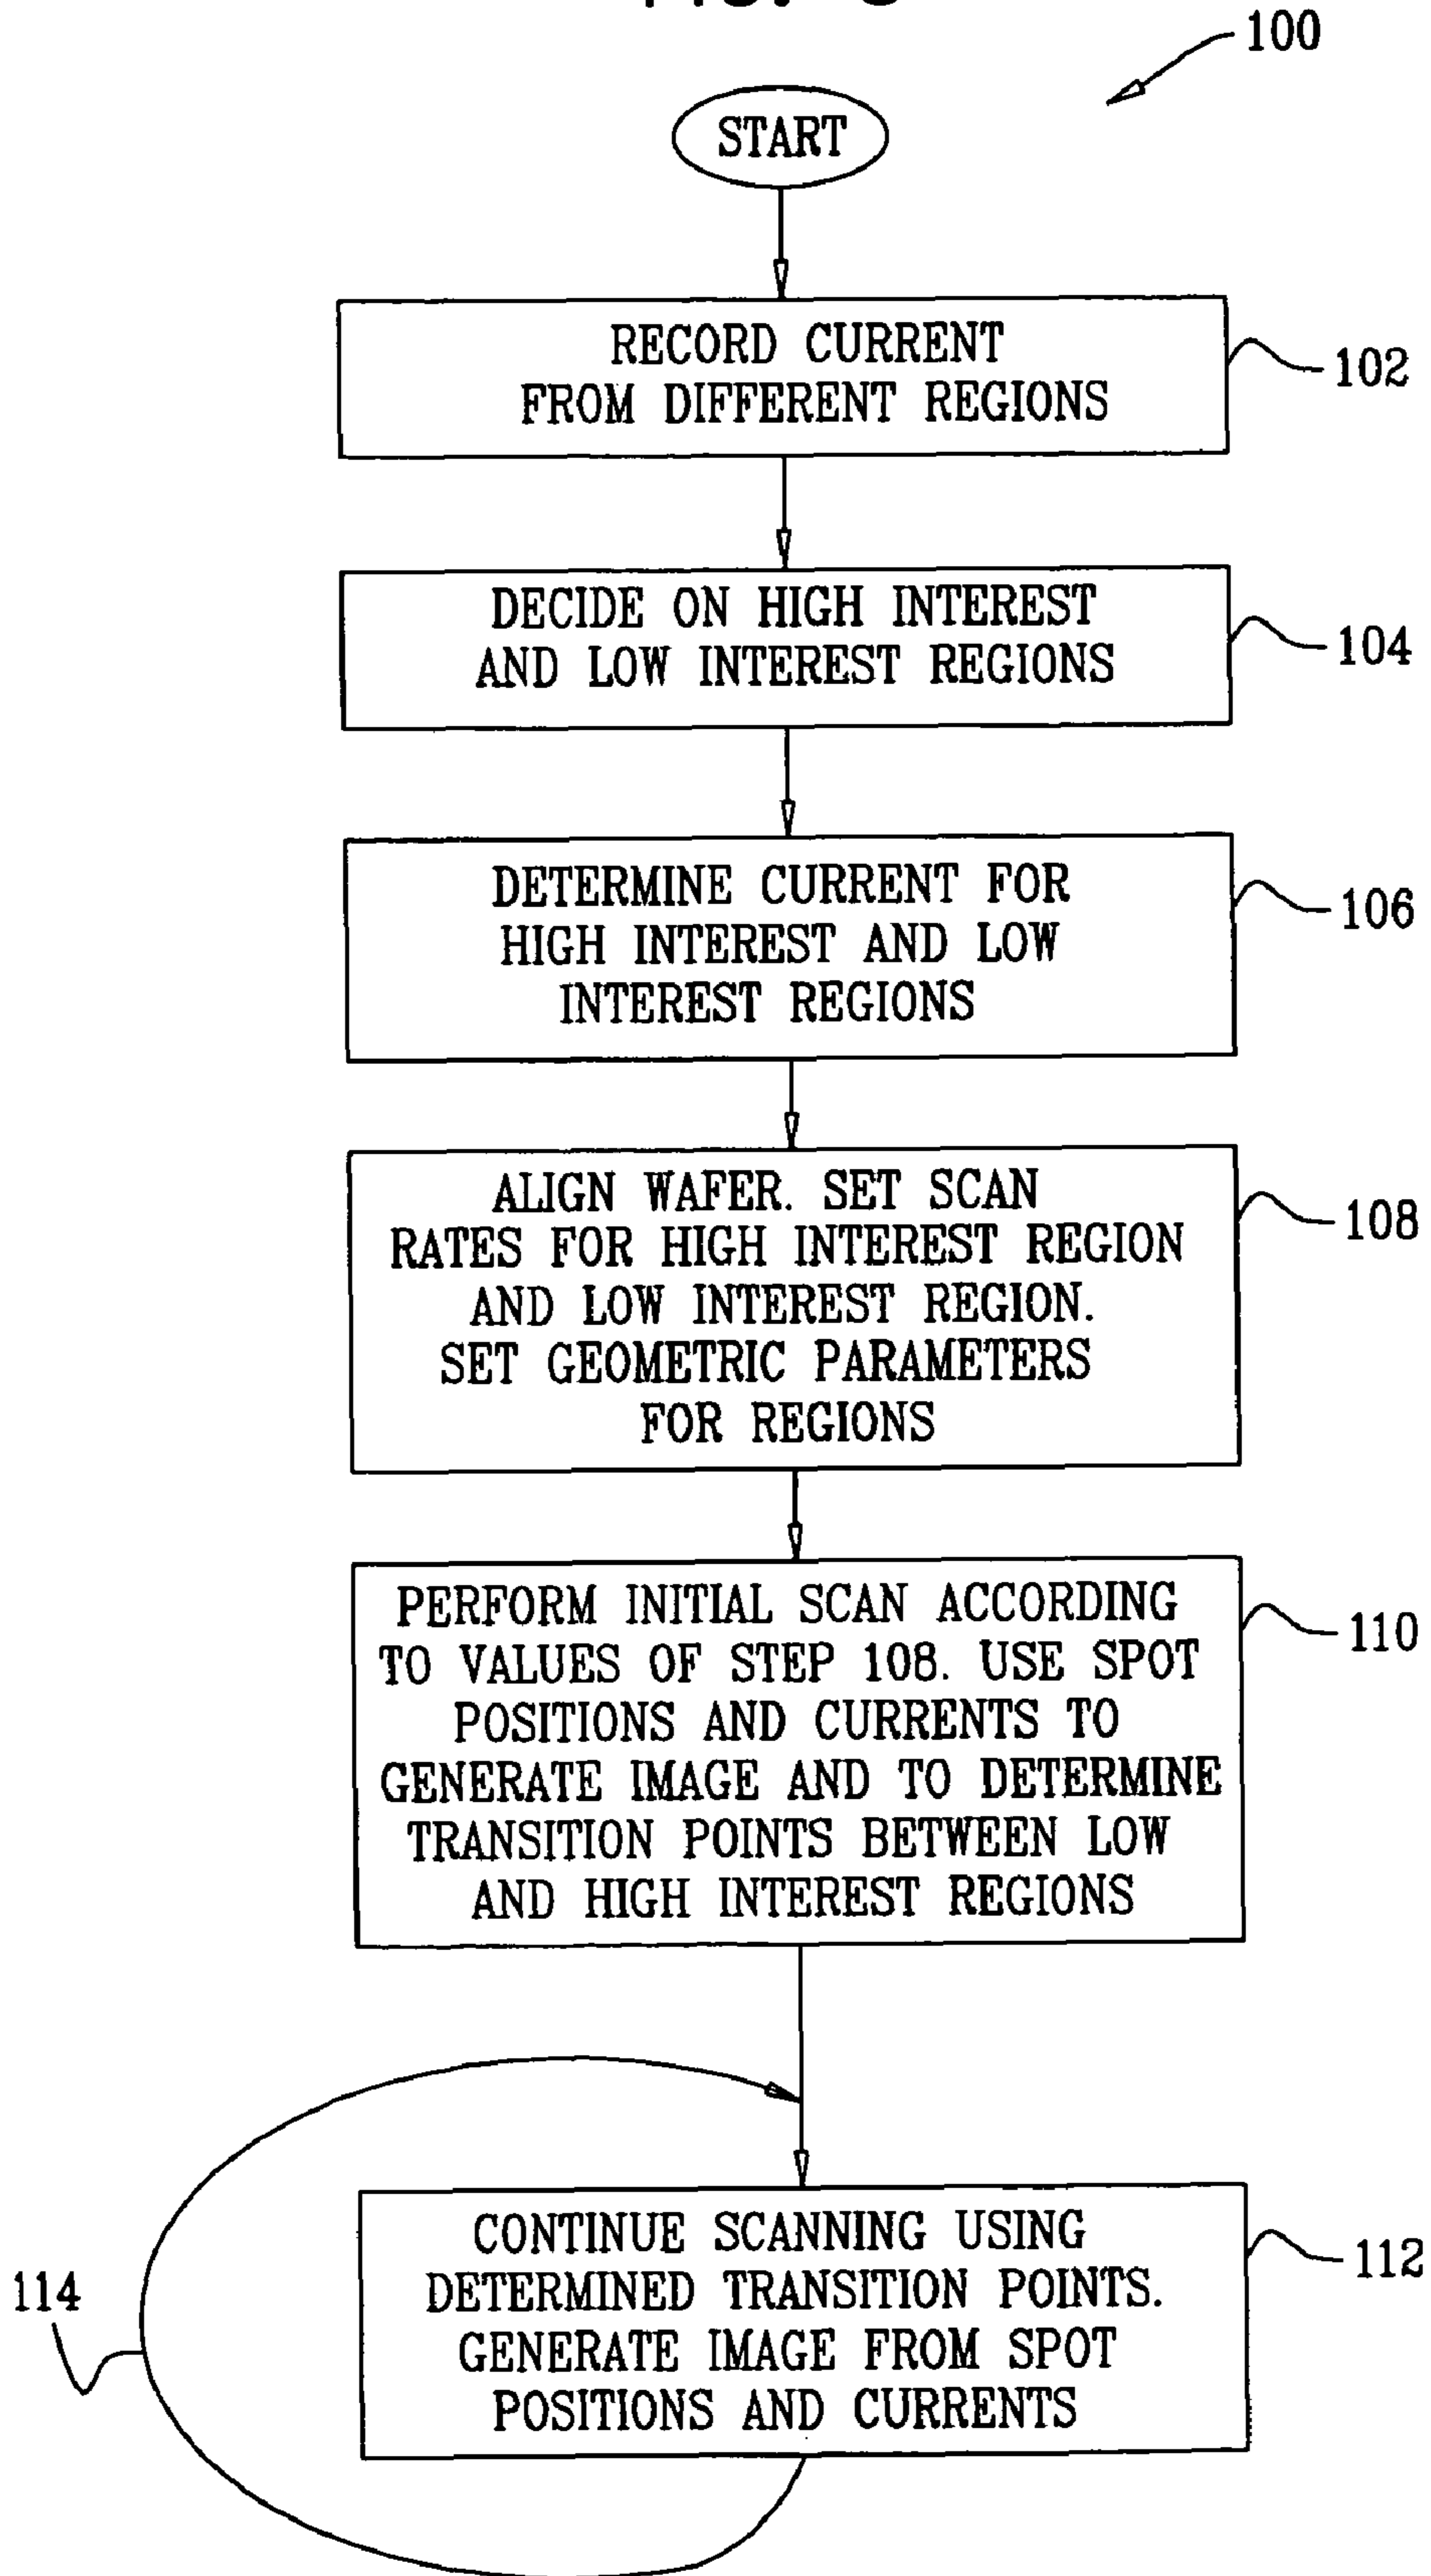 100
START
RECORD CURRENT
FROM DIFFERENT REGIONS
102
DECIDE ON HIGH INTEREST
AND LOW INTEREST REGIONS
104
DETERMINE CURRENT FOR
HIGH INTEREST AND LOW
INTEREST REGIONS
106
ALIGN WAFER. SET SCAN
RATES FOR HIGH INTEREST REGION
AND LOW INTEREST REGION.
SET GEOMETRIC PARAMETERS
FOR REGIONS
108
PERFORM INITIAL SCAN ACCORDING
TO VALUES OF STEP 108. USE SPOT
POSITIONS AND CURRENTS TO
GENERATE IMAGE AND TO DETERMINE
TRANSITION POINTS BETWEEN LOW
AND HIGH INTEREST REGIONS
110
CONTINUE SCANNING USING
DETERMINED TRANSITION POINTS.
GENERATE IMAGE FROM SPOT
POSITIONS AND CURRENTS
112
114